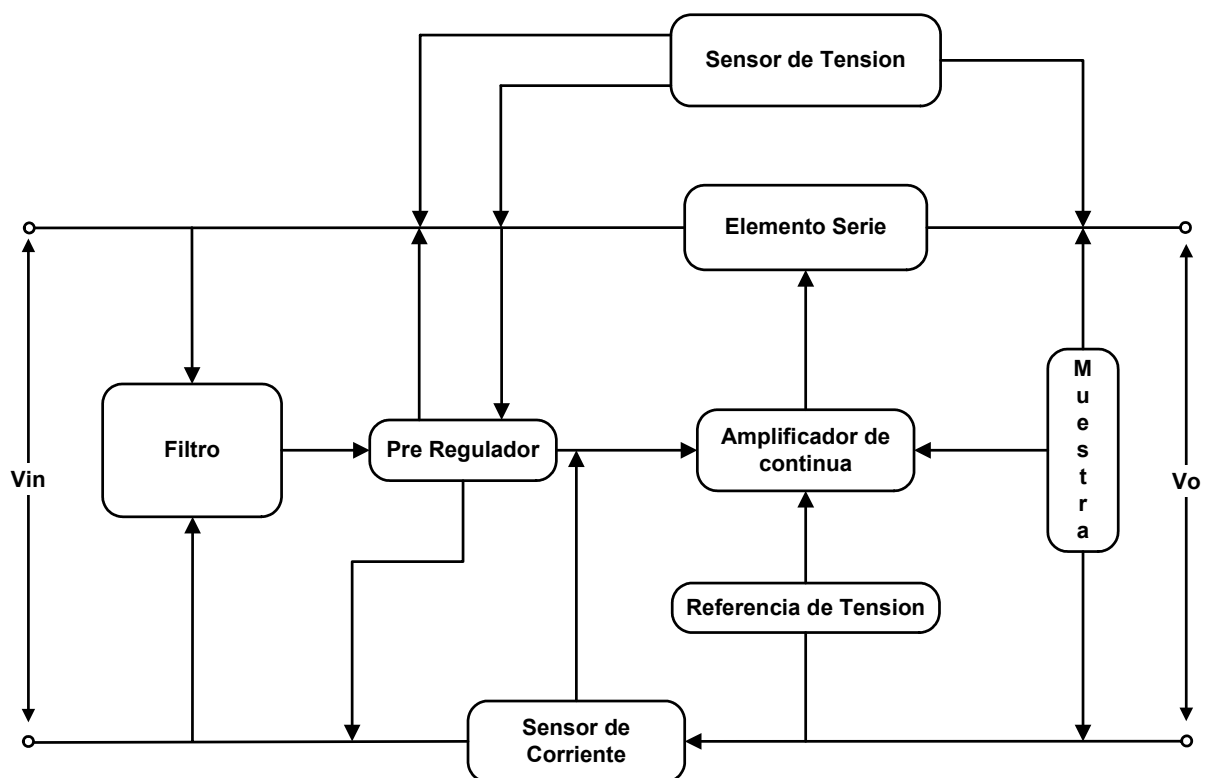 Sensor de Tension
Elemento Serie
Filtro
Pre Regulador
Amplificador de
continua
M
u
e
s
t
r
a
Vin
Vo
Referencia de Tension
Sensor de
Corriente